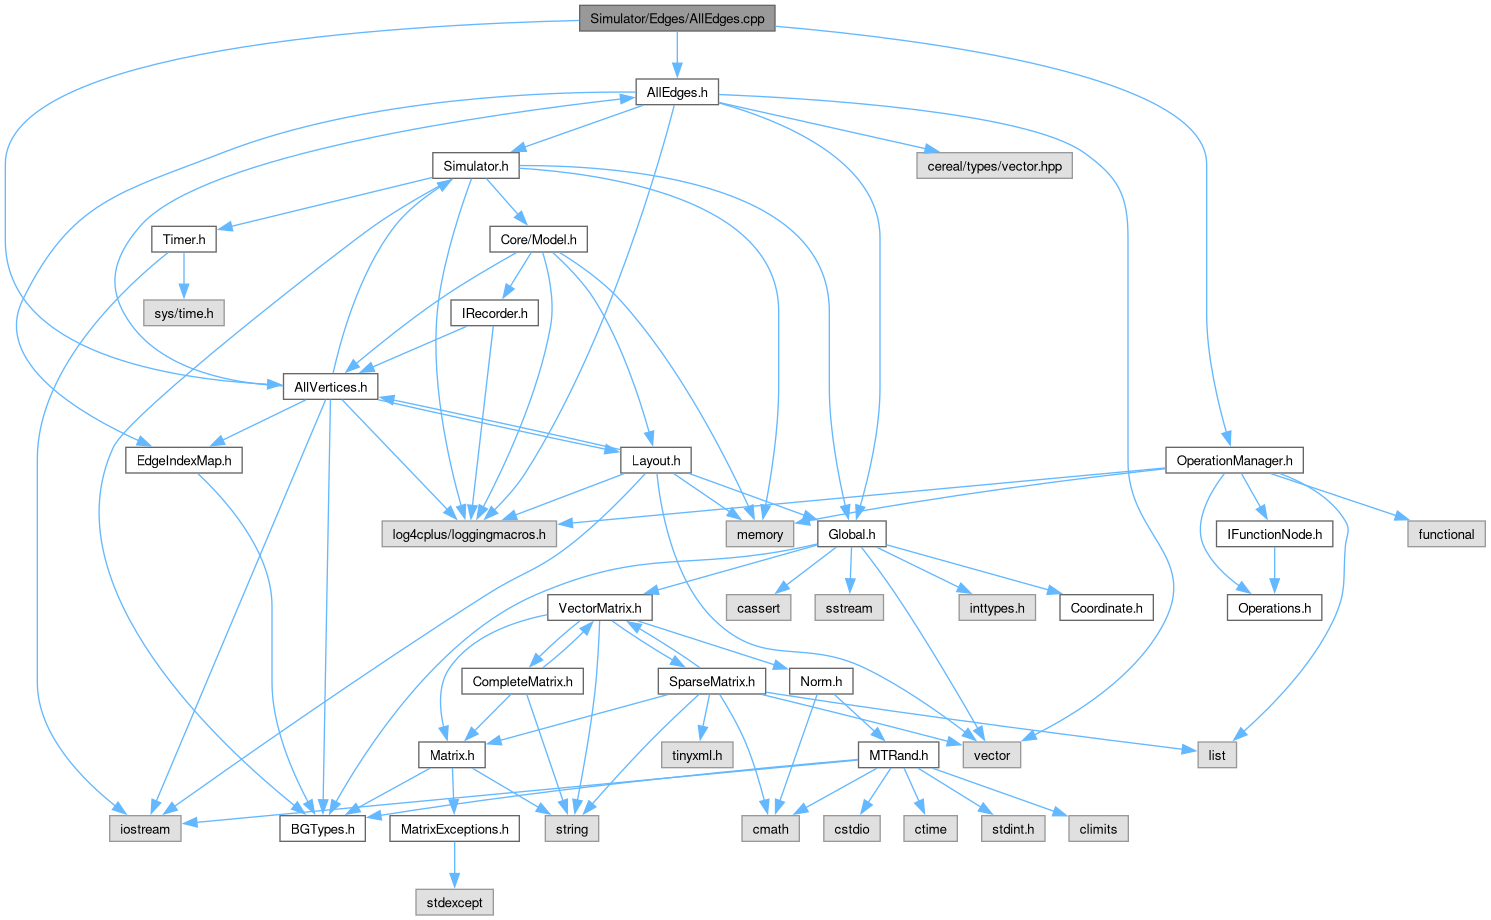 Simulator/Edges/AllEdges.cpp
AllEdges.h
Simulator.h
cereal/types/vector.hpp
Timer.h
Core/Model.h
sys/time.h
IRecorder.h
AllVertices.h
EdgeIndexMap.h
Layout.h
OperationManager.h
log4cplus/loggingmacros.h
memory
Global.h
IFunctionNode.h
functional
VectorMatrix.h
cassert
sstream
inttypes.h
Coordinate.h
Operations.h
CompleteMatrix.h
SparseMatrix.h
Norm.h
Matrix.h
tinyxml.h
MTRand.h
vector
list
iostream
BGTypes.h
MatrixExceptions.h
string
cmath
cstdio
ctime
stdint.h
climits
stdexcept